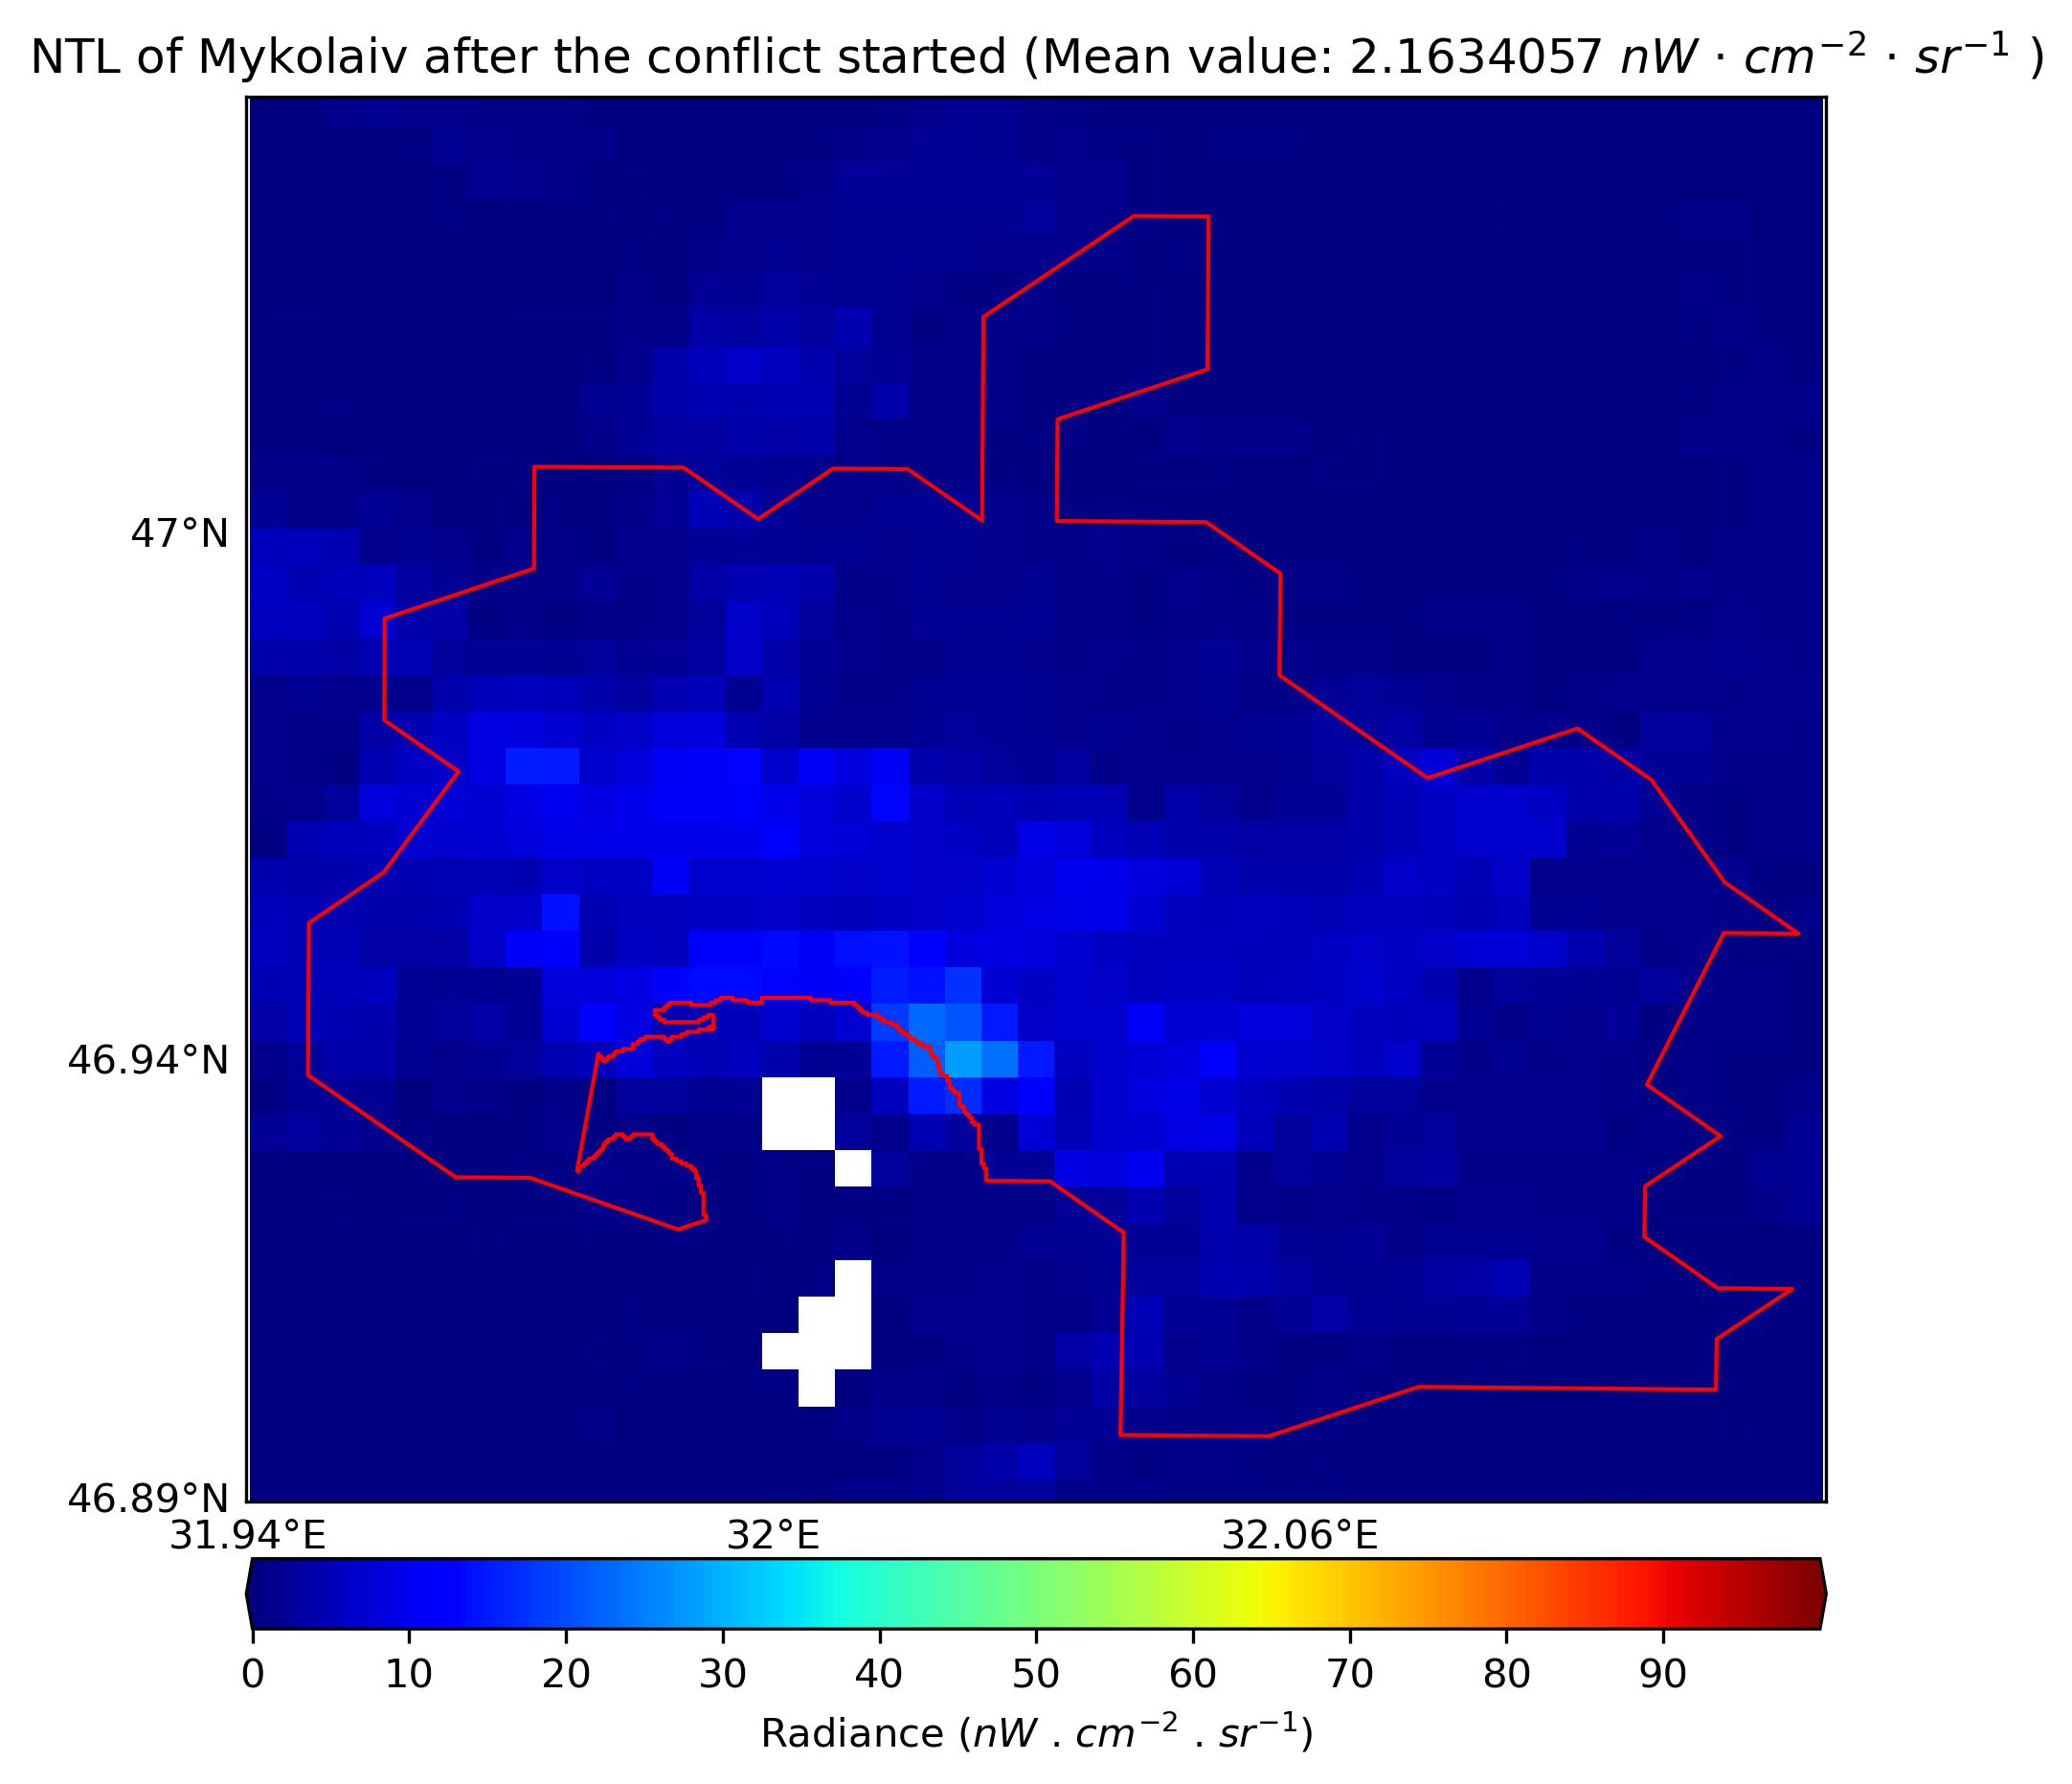 NTL of Mykolaiv after the conflict started (Mean value: 2.1634057 nW · cm⁻² · sr⁻¹ )
47°N
46.94°N
46.89°N
31.94°E 32°E 32.06°E
0 10 20 30 40 50 60 70 80 90
Radiance (nW . cm⁻² . sr⁻¹)